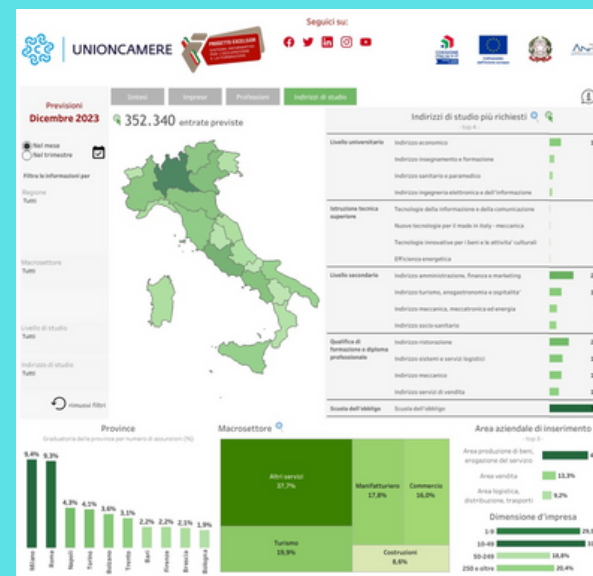 Seguici su:
UNIONCAMERE
PROGETTO EXCELSIOR
Previsioni
Dicembre 2023
Nel mese
Nel trimestre
Filtra le informazioni per
Regione
Tutti
Macrosettore
Tutti
Livello di studio
Tutti
Indirizzo di studio
Tutti
rimuovi filtri
Sintesi
Imprese
Professioni
Indirizzi di studio
352.340 entrate previste
Indirizzi di studio più richiesti
- top 4 -
Livello universitario
Indirizzo economico
Indirizzo insegnamento e formazione
Indirizzo sanitario e paramedico
Indirizzo ingegneria elettronica e dell'informazione
Istruzione tecnica superiore
Tecnologie della informazione e della comunicazione
Nuove tecnologie per il made in italy - meccanica
Tecnologie innovative per i beni e le attivita' culturali
Efficienza energetica
Livello secondario
Indirizzo amministrazione, finanza e marketing
Indirizzo turismo, enogastronomia e ospitalita'
Indirizzo meccanica, meccatronica ed energia
Indirizzo socio-sanitario
Qualifica di formazione o diploma professionale
Indirizzo ristorazione
Indirizzo sistemi e servizi logistici
Indirizzo meccanico
Indirizzo servizi di vendita
Scuola dell'obbligo
Scuola dell'obbligo
Province
Graduatoria delle province per numero di assunzioni (%)
9,4% 9,3% 4,3% 4,1% 3,6% 3,1% 2,2% 2,2% 2,1% 1,9%
Milano Roma Napoli Torino Bolzano Trento Bari Firenze Brescia Bologna
Macrosettore
Altri servizi
37,7%
Turismo
19,9%
Manifatturiero
17,8%
Commercio
16,0%
Costruzioni
8,6%
Area aziendale di inserimento
- top 3 -
Area produzione di beni,
erogazione del servizio
Area vendita 13,3%
Area logistica,
distribuzione, trasporti 9,2%
Dimensione d'impresa
1-9
10-49
50-249 18,8%
250 e oltre 20,4%